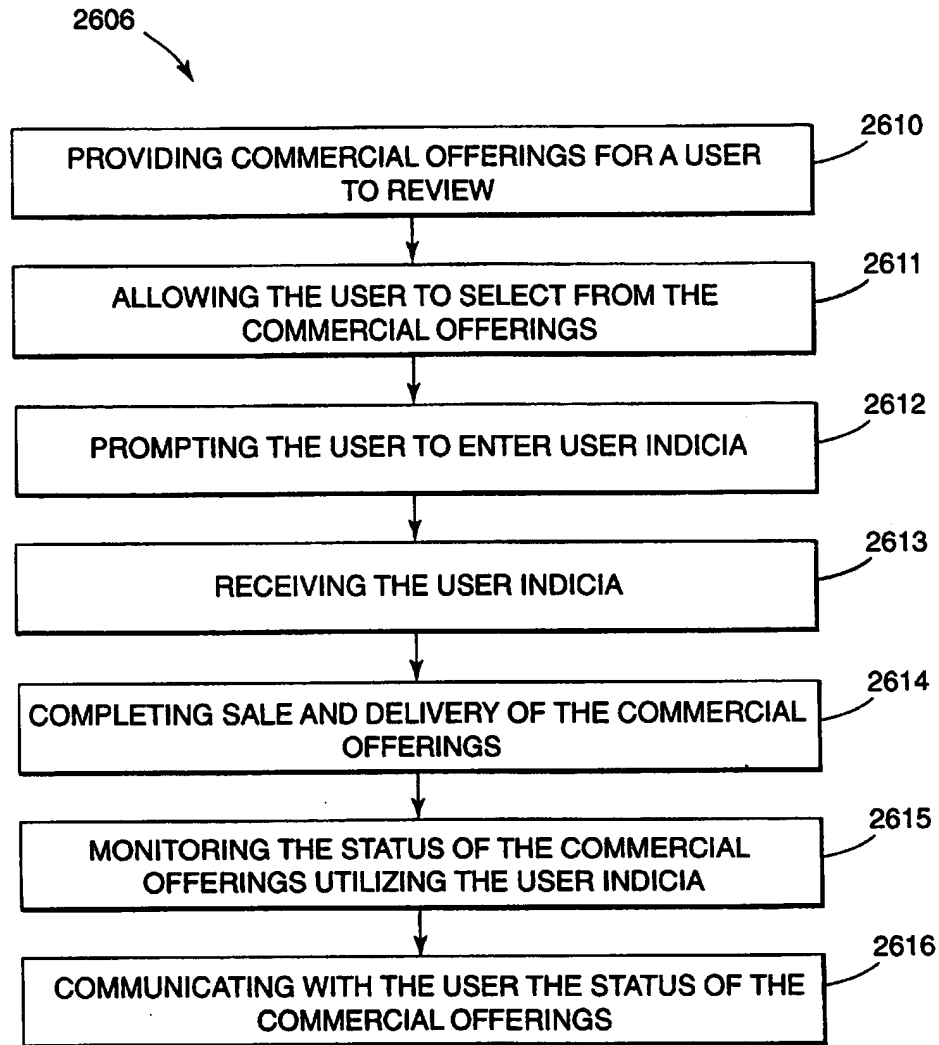 2606
2610
PROVIDING COMMERCIAL OFFERINGS FOR A USER
TO REVIEW
2611
ALLOWING THE USER TO SELECT FROM THE
COMMERCIAL OFFERINGS
2612
PROMPTING THE USER TO ENTER USER INDICIA
2613
RECEIVING THE USER INDICIA
2614
COMPLETING SALE AND DELIVERY OF THE COMMERCIAL
OFFERINGS
2615
MONITORING THE STATUS OF THE COMMERCIAL
OFFERINGS UTILIZING THE USER INDICIA
2616
COMMUNICATING WITH THE USER THE STATUS OF THE
COMMERCIAL OFFERINGS